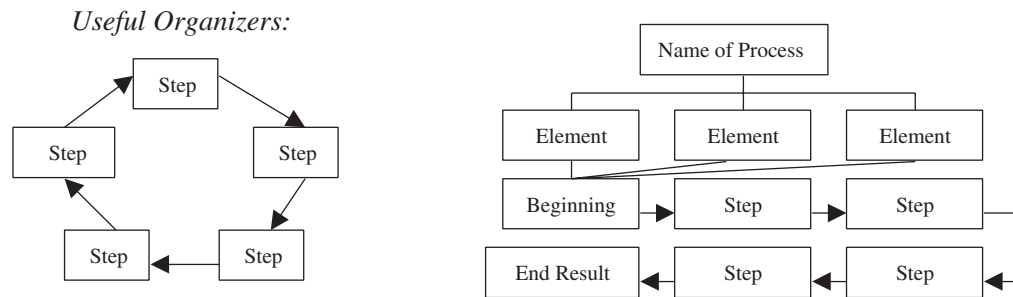 Useful Organizers:
Step
Step
Step
Step
Step
Name of Process
Element Element Element
Beginning Step Step
End Result Step Step